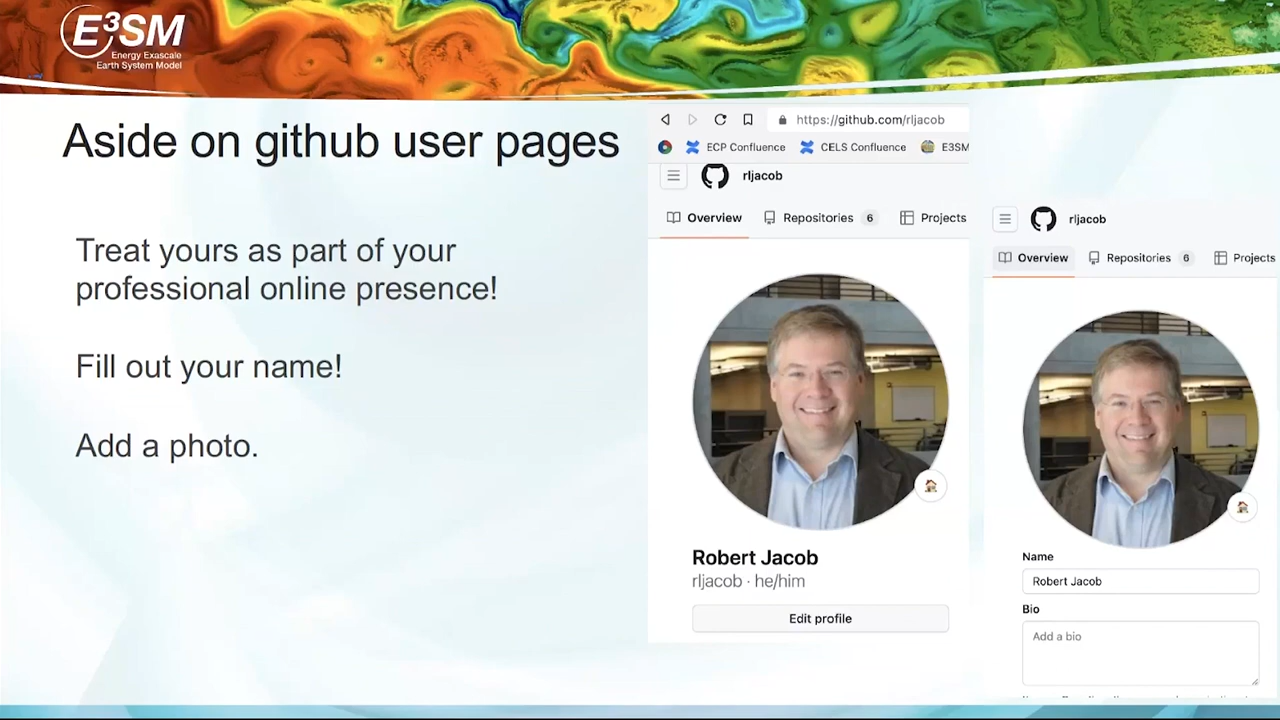 E³SM
Energy Exascale
Earth System Model
Aside on github user pages
Treat yours as part of your
professional online presence!
Fill out your name!
Add a photo.
https://github.com/rljacob
ECP Confluence CELS Confluence E3SM
rljacob
Overview Repositories 6 Projects
Robert Jacob
rljacob · he/him
Edit profile
rljacob
Overview Repositories 6 Projects
Name
Robert Jacob
Bio
Add a bio